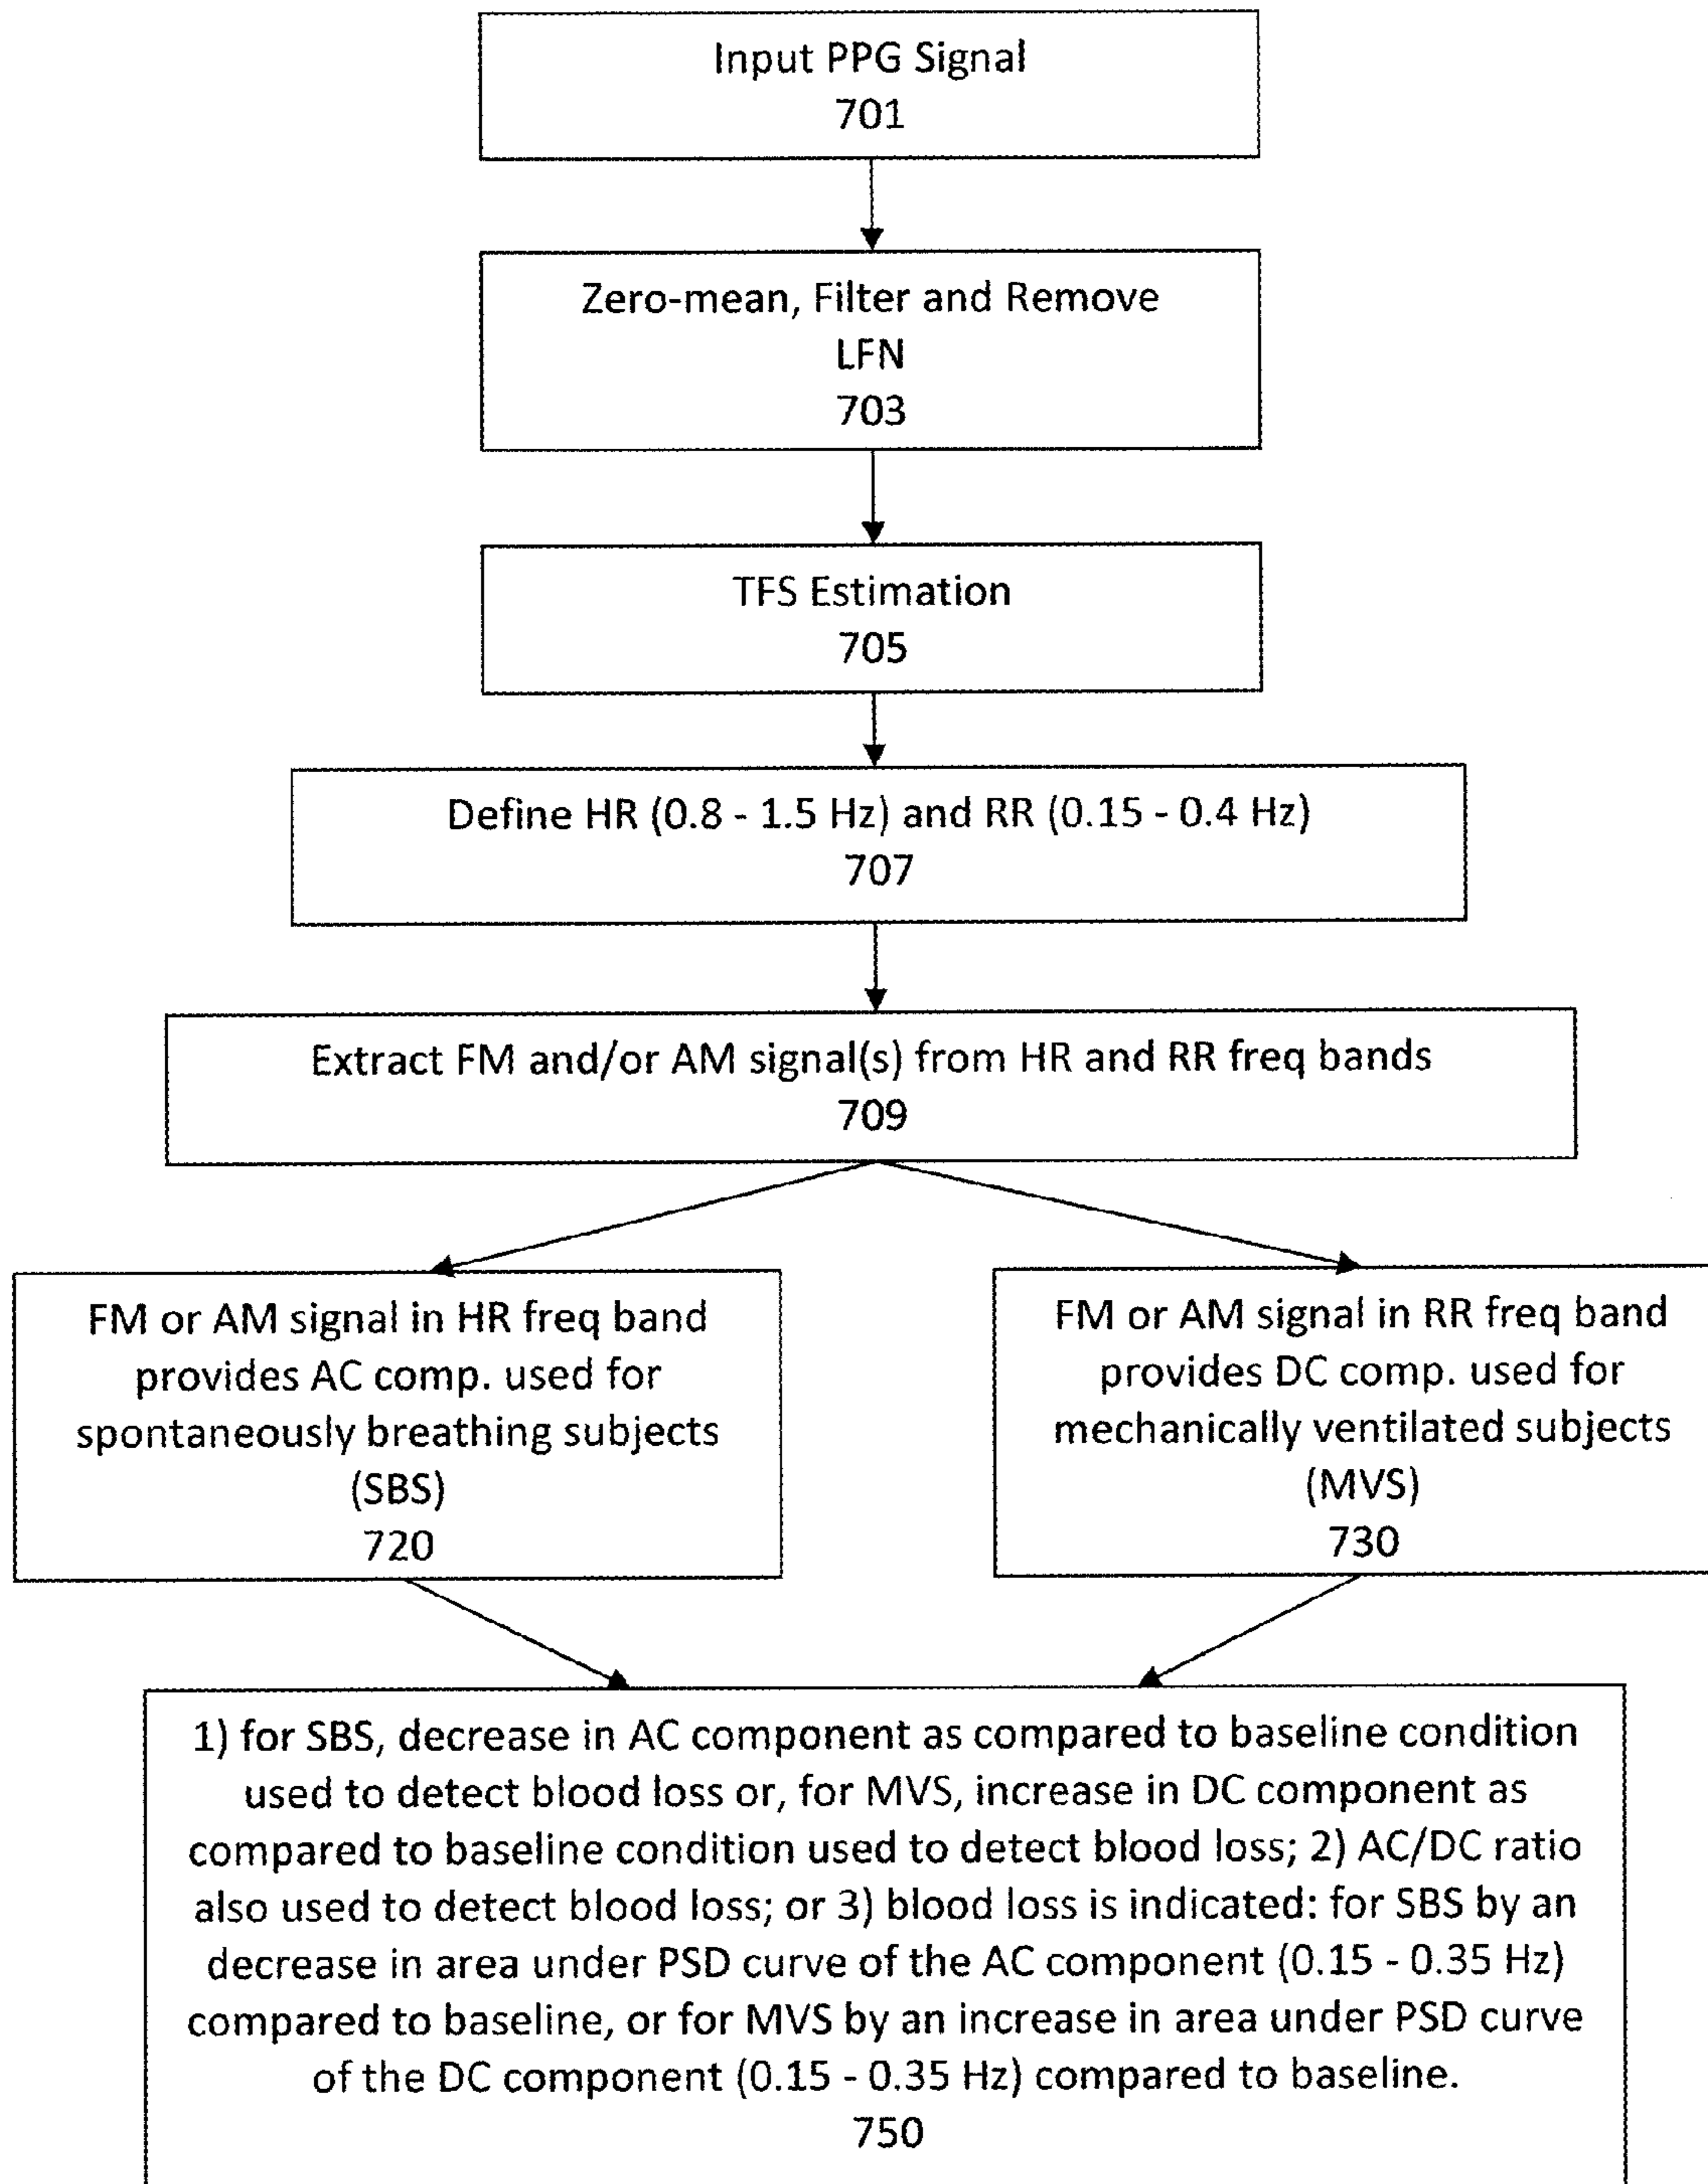 Input PPG Signal
701
Zero-mean, Filter and Remove
LFN
703
TFS Estimation
705
Define HR (0.8 - 1.5 Hz) and RR (0.15 - 0.4 Hz)
707
Extract FM and/or AM signal(s) from HR and RR freq bands
709
FM or AM signal in HR freq band
provides AC comp. used for
spontaneously breathing subjects
(SBS)
720
FM or AM signal in RR freq band
provides DC comp. used for
mechanically ventilated subjects
(MVS)
730
1) for SBS, decrease in AC component as compared to baseline condition
used to detect blood loss or, for MVS, increase in DC component as
compared to baseline condition used to detect blood loss; 2) AC/DC ratio
also used to detect blood loss; or 3) blood loss is indicated: for SBS by an
decrease in area under PSD curve of the AC component (0.15 - 0.35 Hz)
compared to baseline, or for MVS by an increase in area under PSD curve
of the DC component (0.15 - 0.35 Hz) compared to baseline.
750